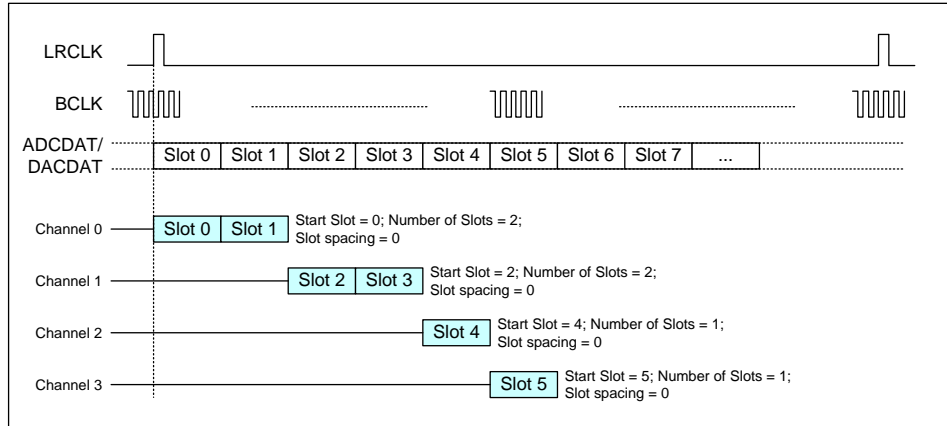 LRCLK
BCLK
ADCDAT/
DACDAT
Slot 0 Slot 1 Slot 2 Slot 3 Slot 4 Slot 5 Slot 6 Slot 7 ...
Channel 0 Slot 0 Slot 1 Start Slot = 0; Number of Slots = 2;
Slot spacing = 0
Channel 1 Slot 2 Slot 3 Start Slot = 2; Number of Slots = 2;
Slot spacing = 0
Channel 2 Slot 4 Start Slot = 4; Number of Slots = 1;
Slot spacing = 0
Channel 3 Slot 5 Start Slot = 5; Number of Slots = 1;
Slot spacing = 0